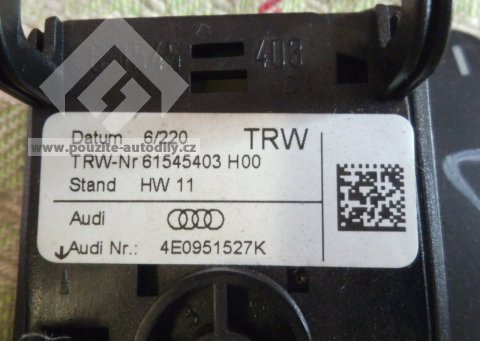 61545 403
Datum 6/220 TRW
www.pouzite-autodily.cz
TRW-Nr 61545403 H00
Stand HW 11
Audi
Audi Nr.: 4E0951527K